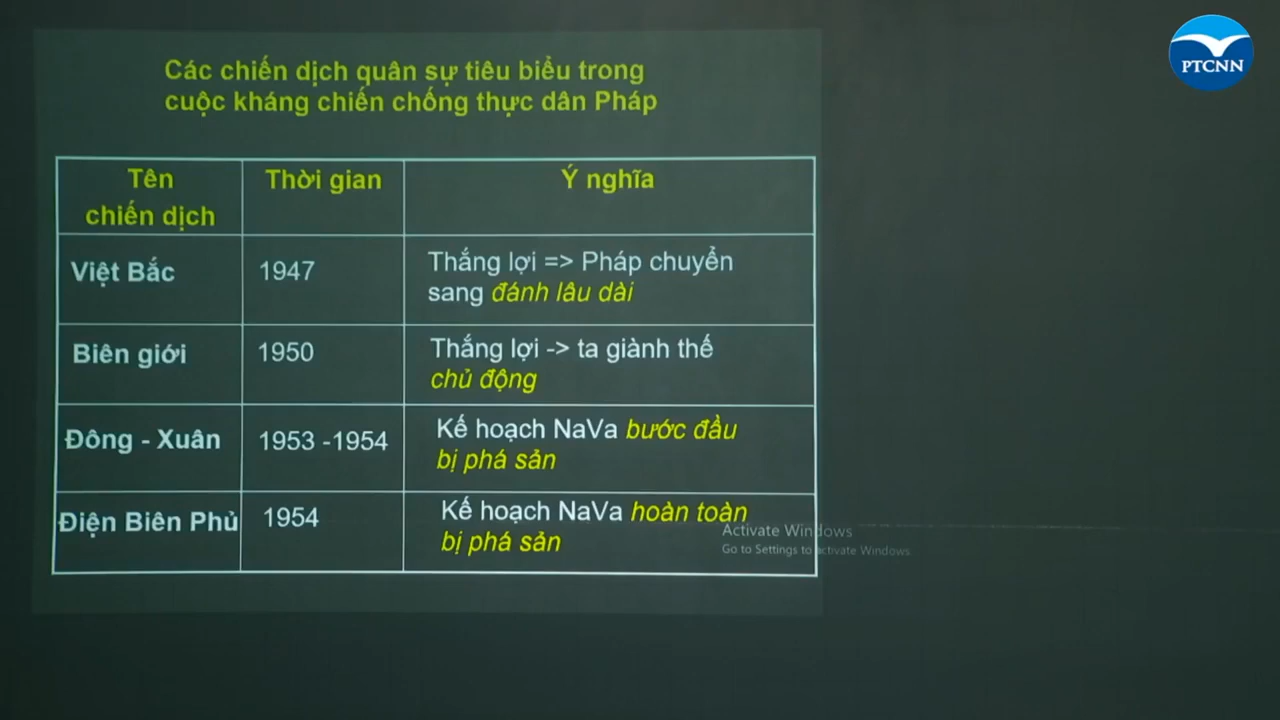 PTCNN
Các chiến dịch quân sự tiêu biểu trong
cuộc kháng chiến chống thực dân Pháp
Tên
chiến dịch
Thời gian
Ý nghĩa
Việt Bắc
1947
Thắng lợi => Pháp chuyển
sang đánh lâu dài
Biên giới
1950
Thắng lợi -> ta giành thế
chủ động
Đông - Xuân
1953 -1954
Kế hoạch NaVa bước đầu
bị phá sản
Điện Biên Phủ
1954
Kế hoạch NaVa hoàn toàn
bị phá sản
Activate Windows
Go to Settings to activate Windows